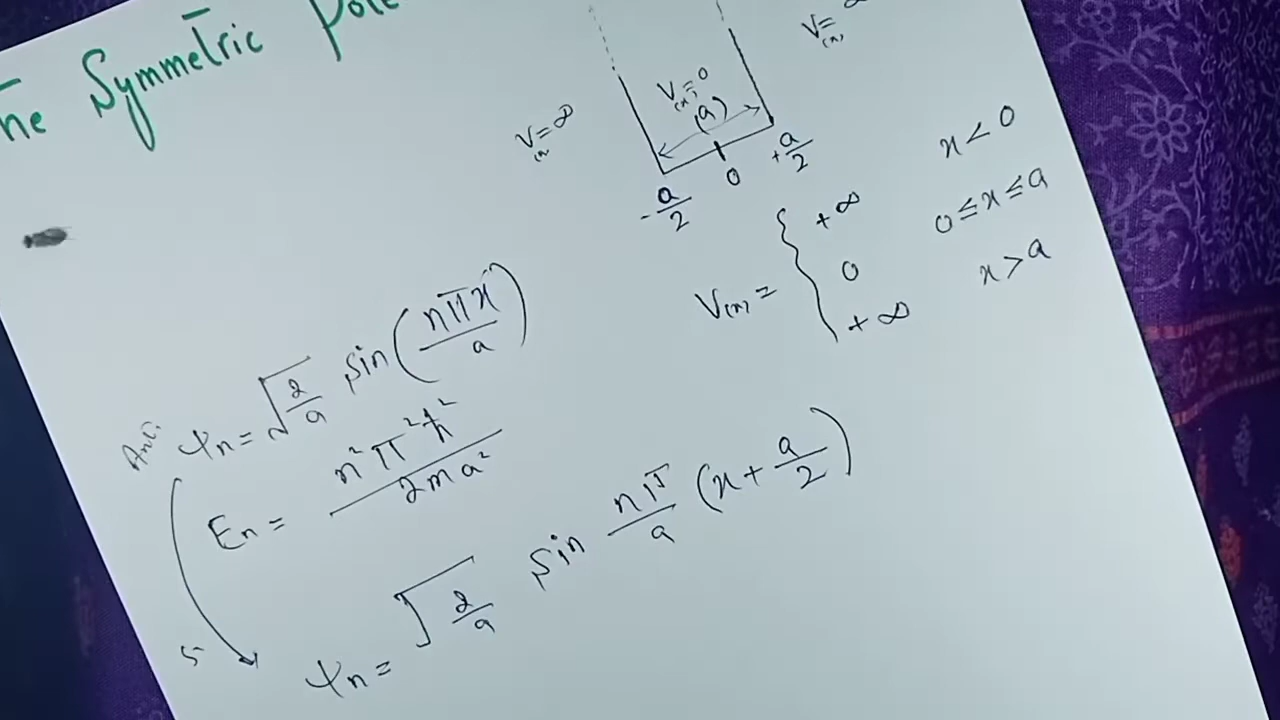 The Symmetric Pote
V(x)=∞
V(x)=0
(a)
V(x)=∞
-a/2 0 +a/2
V(x) = { +∞ x<0
0 0≤x≤a
+∞ x>a
Anti ψn = √(2/a) sin(nπx/a)
En = n²π²ħ²/2ma²
S ψn = √(2/a) sin nπ/a (x + a/2)